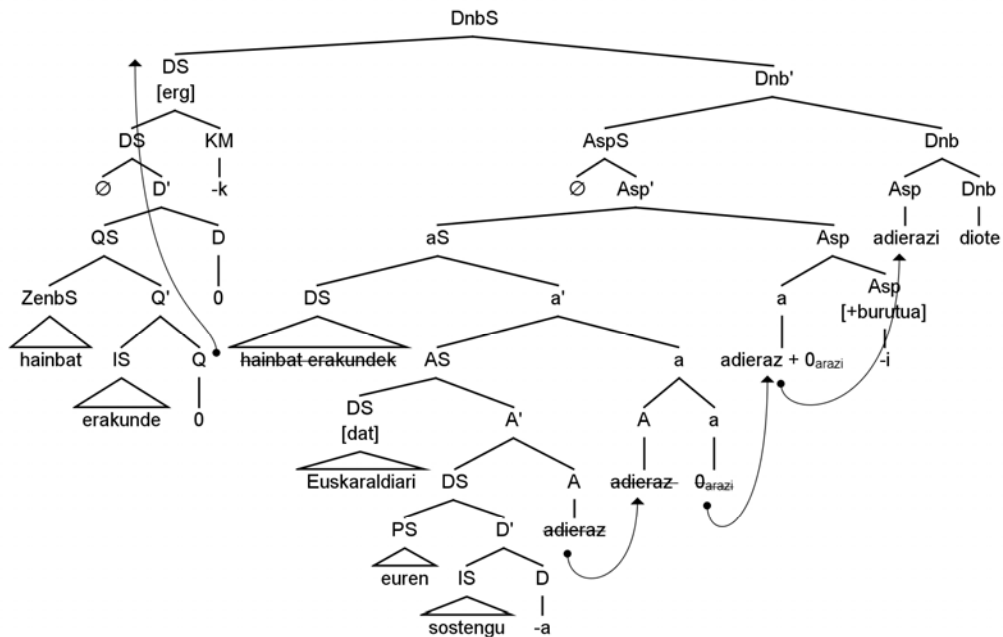 DnbS
DS Dnb'
[erg]
DS KM AspS Dnb
∅ D' -k ∅ Asp' Asp Dnb
QS D aS Asp adierazi diote
ZenbS Q' 0 DS a' a Asp
[+burutua]
hainbat IS Q hainbat erakundek AS a adieraz + 0arazi -i
erakunde 0 DS A' A a
[dat]
Euskaraldiari DS A adieraz 0arazi
PS D' adieraz
euren IS D
sostengu -a